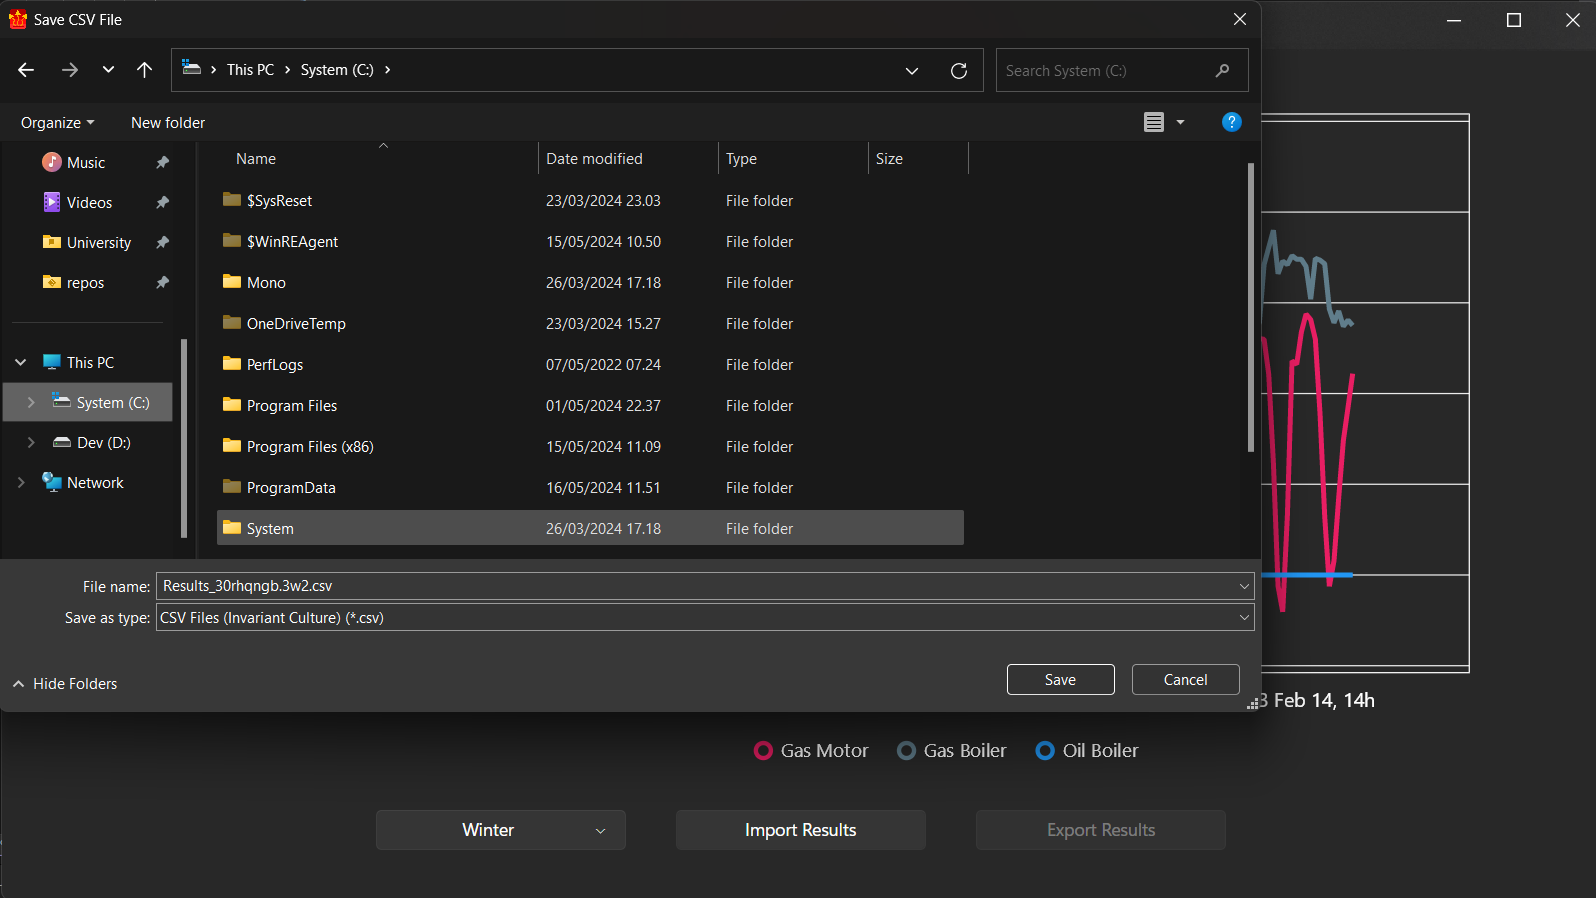 Save CSV File
This PC
System (C:)
Search System (C:)
Organize
New folder
?
Name
Date modified
Type
Size
Music
Videos
University
repos
This PC
System (C:)
Dev (D:)
Network
$SysReset 23/03/2024 23.03 File folder
$WinREAgent 15/05/2024 10.50 File folder
Mono 26/03/2024 17.18 File folder
OneDriveTemp 23/03/2024 15.27 File folder
PerfLogs 07/05/2022 07.24 File folder
Program Files 01/05/2024 22.37 File folder
Program Files (x86) 15/05/2024 11.09 File folder
ProgramData 16/05/2024 11.51 File folder
System 26/03/2024 17.18 File folder
File name: Results_30rhqngb.3w2.csv
Save as type: CSV Files (Invariant Culture) (*.csv)
Hide Folders
Save
Cancel
3 Feb 14, 14h
Gas Motor
Gas Boiler
Oil Boiler
Winter
Import Results
Export Results